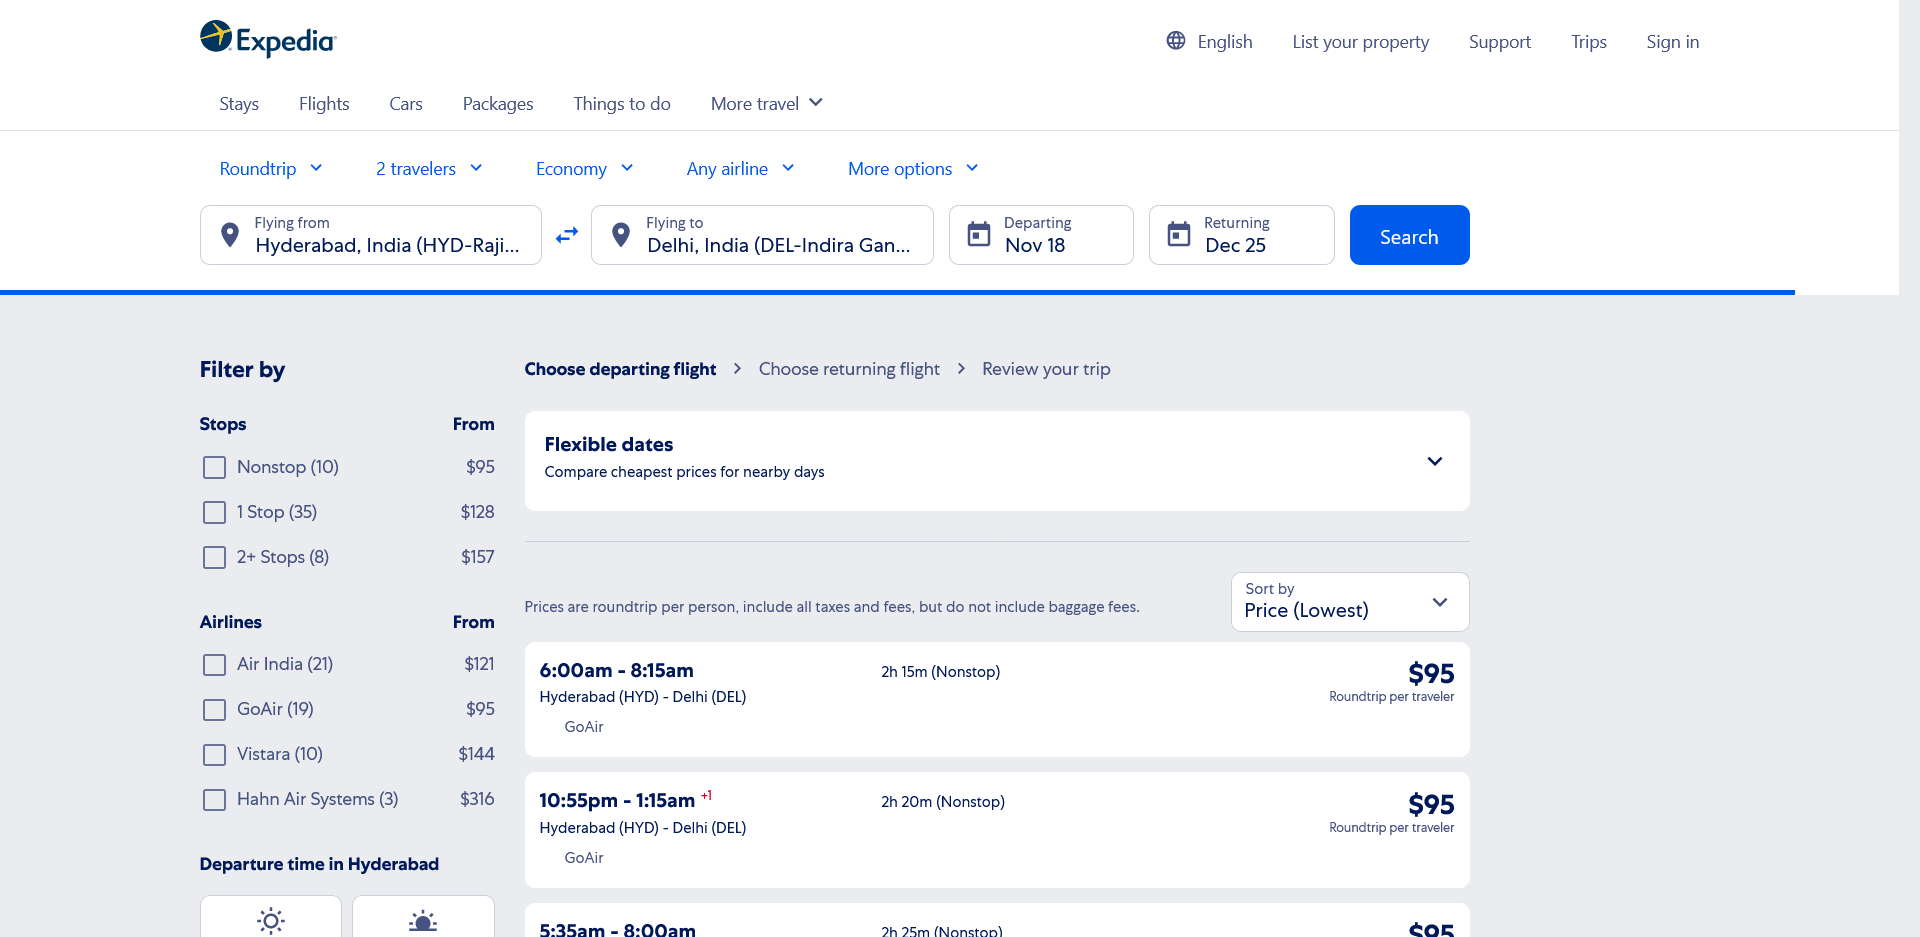 Expedia
English
List your property
Support
Trips
Sign in
Stays
Flights
Cars
Packages
Things to do
More travel
Roundtrip
2 travelers
Economy
Any airline
More options
Flying from
Hyderabad, India (HYD-Raji...
Flying to
Delhi, India (DEL-Indira Gan...
Departing
Nov 18
Returning
Dec 25
Search
Filter by
Stops From
Nonstop (10) $95
1 Stop (35) $128
2+ Stops (8) $157
Airlines From
Air India (21) $121
GoAir (19) $95
Vistara (10) $144
Hahn Air Systems (3) $316
Departure time in Hyderabad
Choose departing flight
Choose returning flight
Review your trip
Flexible dates
Compare cheapest prices for nearby days
Prices are roundtrip per person, include all taxes and fees, but do not include baggage fees.
Sort by
Price (Lowest)
6:00am - 8:15am
2h 15m (Nonstop)
$95
Hyderabad (HYD) - Delhi (DEL)
Roundtrip per traveler
GoAir
10:55pm - 1:15am +1
2h 20m (Nonstop)
$95
Hyderabad (HYD) - Delhi (DEL)
Roundtrip per traveler
GoAir
5:35am - 8:00am
2h 25m (Nonstop)
$95